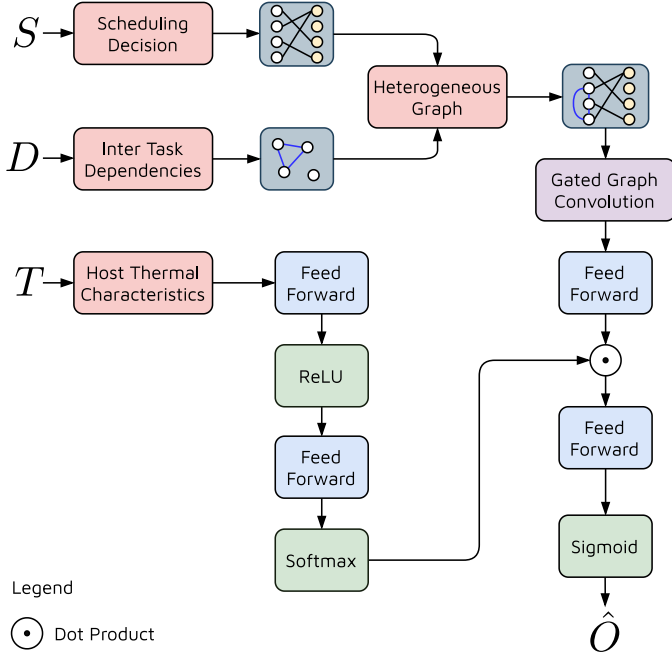 S
Scheduling
Decision
Heterogeneous
Graph
D
Inter Task
Dependencies
Gated Graph
Convolution
T
Host Thermal
Characteristics
Feed
Forward
Feed
Forward
ReLU
Feed
Forward
Feed
Forward
Softmax
Sigmoid
Legend
Dot Product
Ô